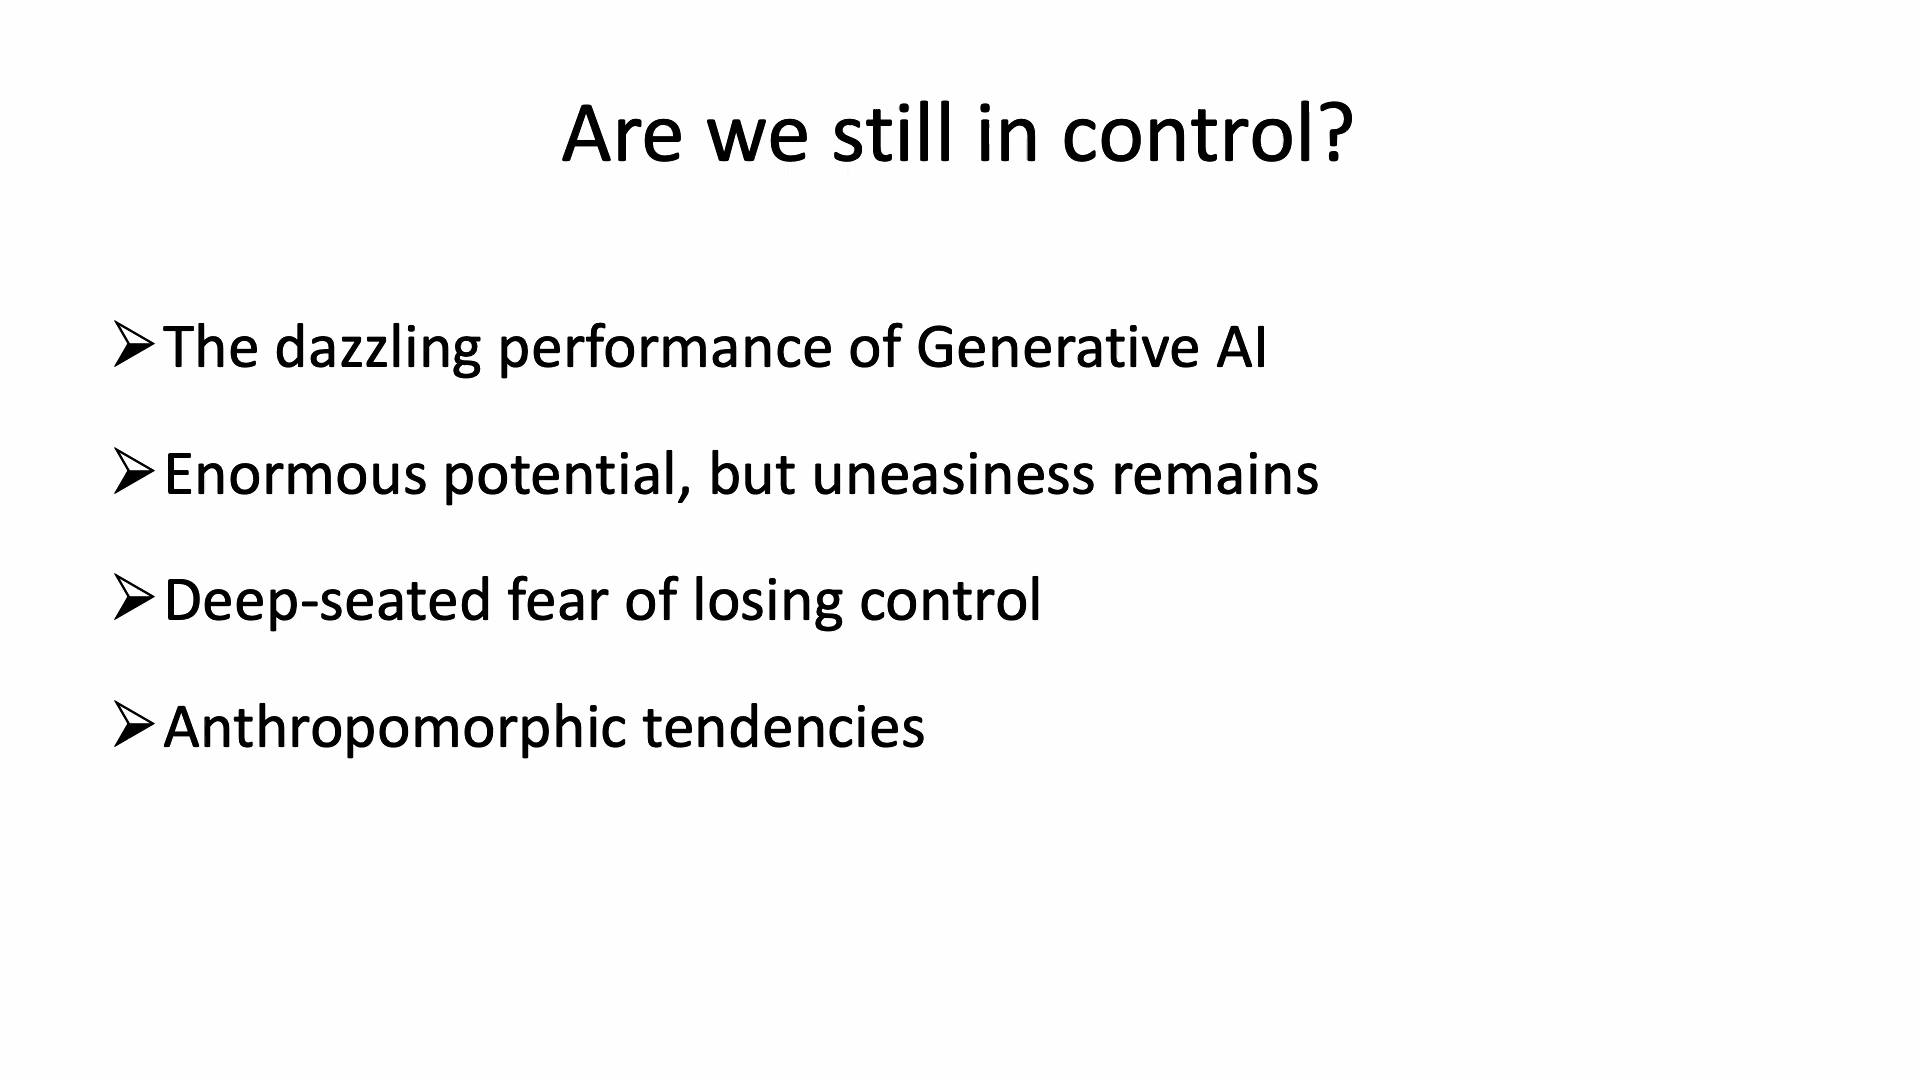 Are we still in control?
The dazzling performance of Generative AI
Enormous potential, but uneasiness remains
Deep-seated fear of losing control
Anthropomorphic tendencies